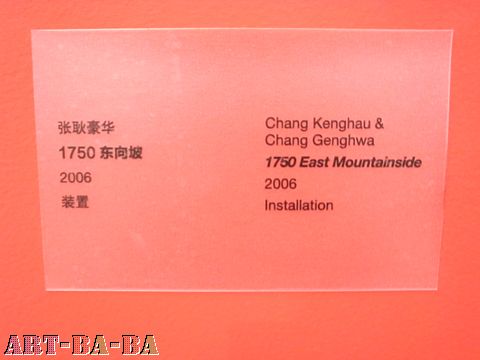 张耿豪华
1750 东向坡
2006
装置
Chang Kenghau &
Chang Genghwa
1750 East Mountainside
2006
Installation
ART-BA-BA